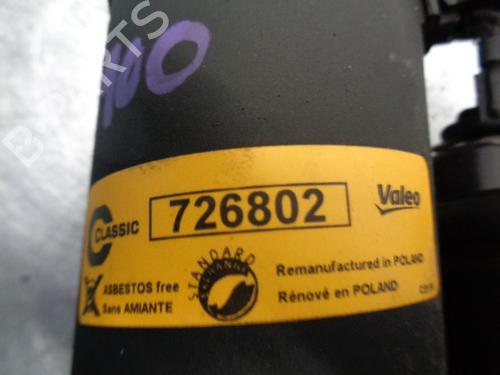 CLASSIC
726802
Valeo
ASBESTOS free
Sans AMIANTE
STANDARD
Remanufactured in POLAND
Rénové en POLAND